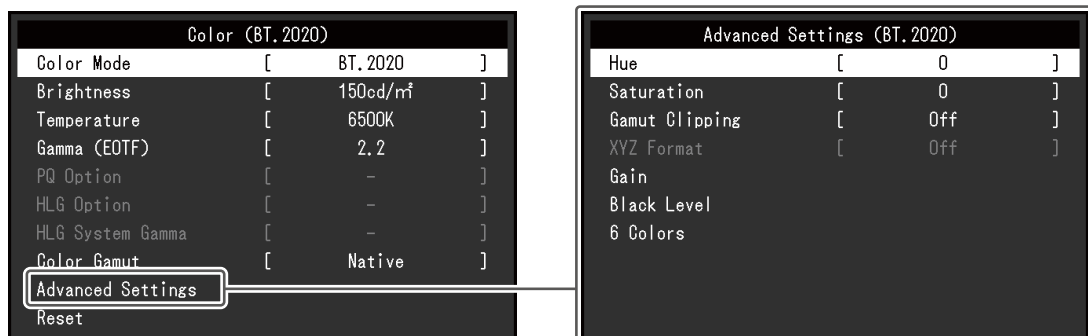 Color (BT.2020)
Color Mode [ BT.2020 ]
Brightness [ 150cd/㎡ ]
Temperature [ 6500K ]
Gamma (EOTF) [ 2.2 ]
PQ Option [ - ]
HLG Option [ - ]
HLG System Gamma [ - ]
Color Gamut [ Native ]
Advanced Settings
Reset
Advanced Settings (BT.2020)
Hue [ 0 ]
Saturation [ 0 ]
Gamut Clipping [ Off ]
XYZ Format [ Off ]
Gain
Black Level
6 Colors